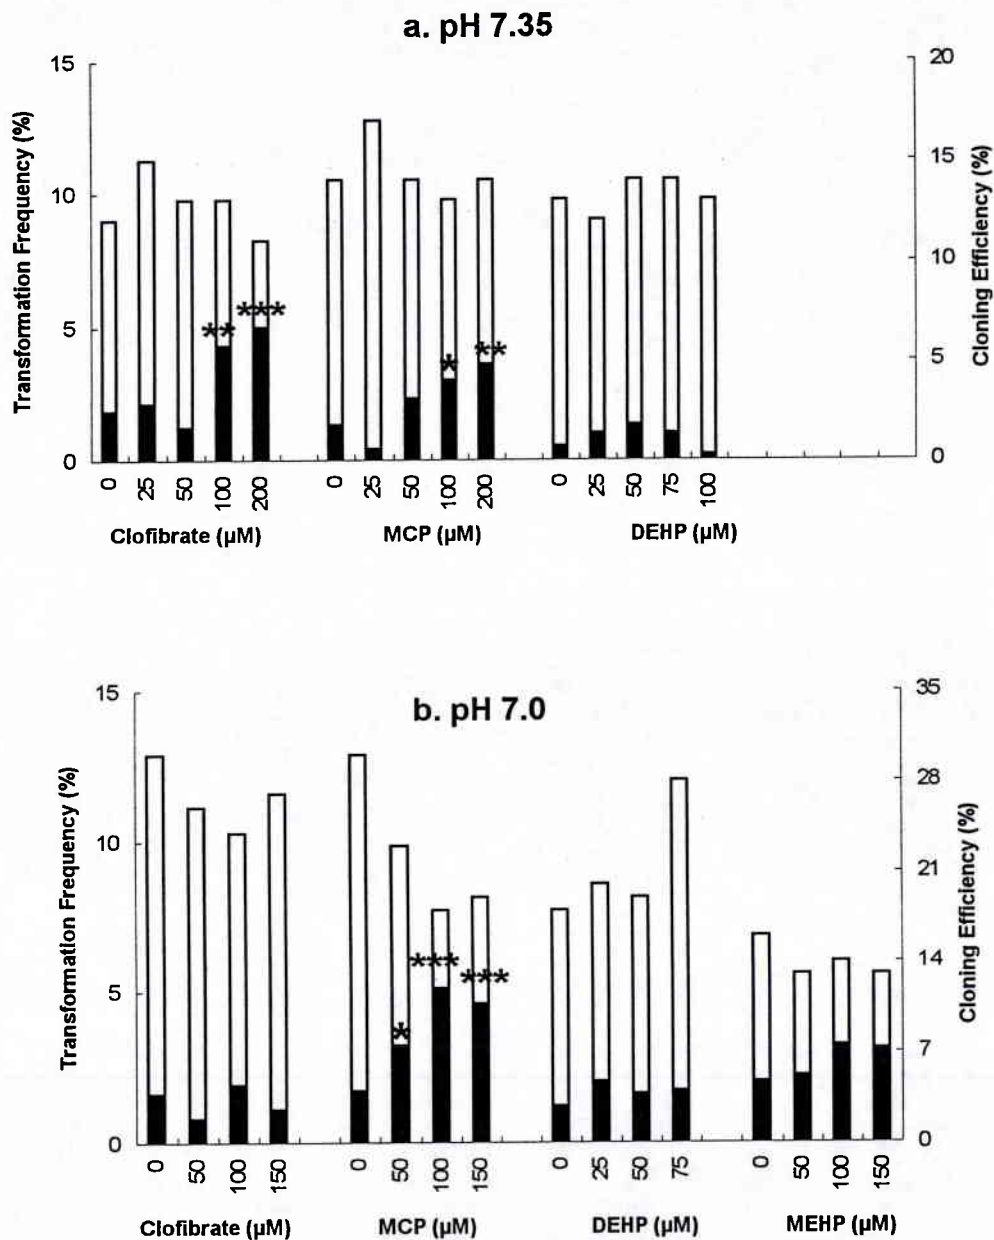 a. pH 7.35
15
10
5
0
Transformation Frequency (%)
20
15
10
5
0
Cloning Efficiency (%)
** *** * **
0 25 50 100 200 0 25 50 100 200 0 25 50 75 100
Clofibrate (µM) MCP (µM) DEHP (µM)
b. pH 7.0
15
10
5
0
Transformation Frequency (%)
35
28
21
14
7
0
Cloning Efficiency (%)
* *** ***
0 50 100 150 0 50 100 150 0 25 50 75 0 50 100 150
Clofibrate (µM) MCP (µM) DEHP (µM) MEHP (µM)